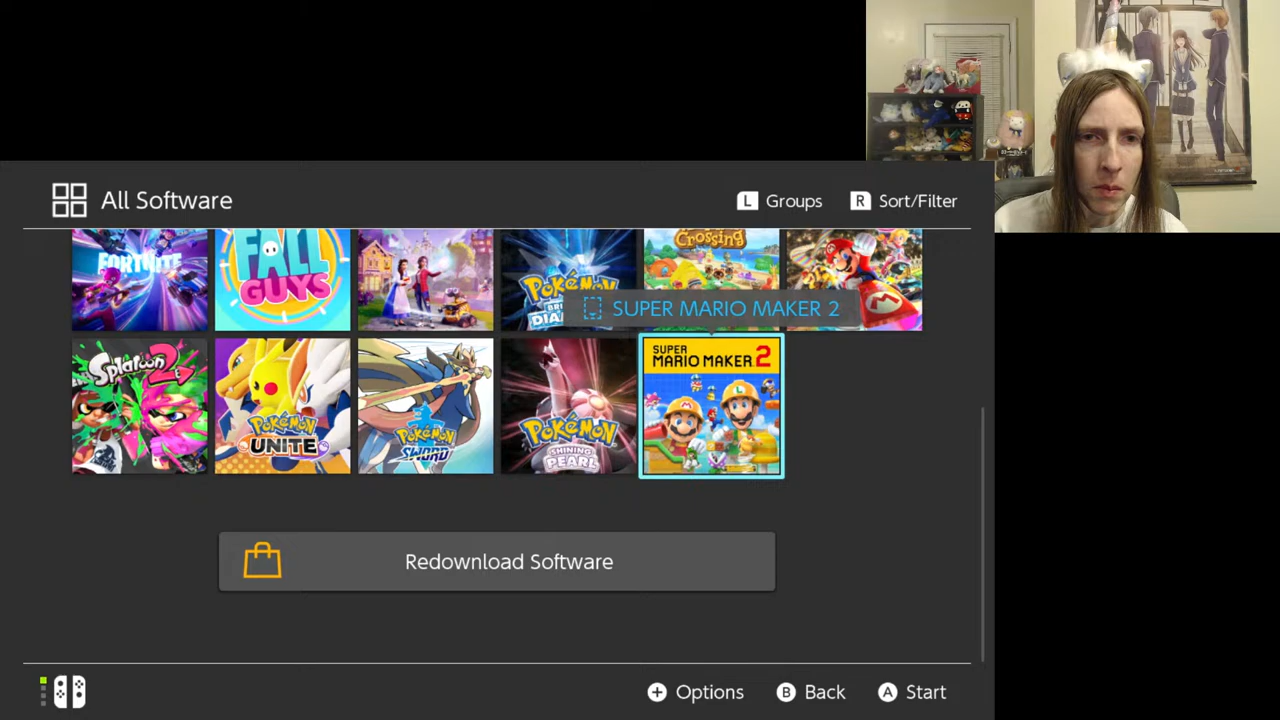 All Software
L Groups
R Sort/Filter
FORTNITE
FALL
GUYS
POKéMON
Crossing
M
SUPER MARIO MAKER 2
Splatoon 2
POKéMON
UNITE
POKéMON
SWORD
POKéMON
SHINING
PEARL
SUPER
MARIO MAKER 2
L
Redownload Software
+ Options
B Back
A Start